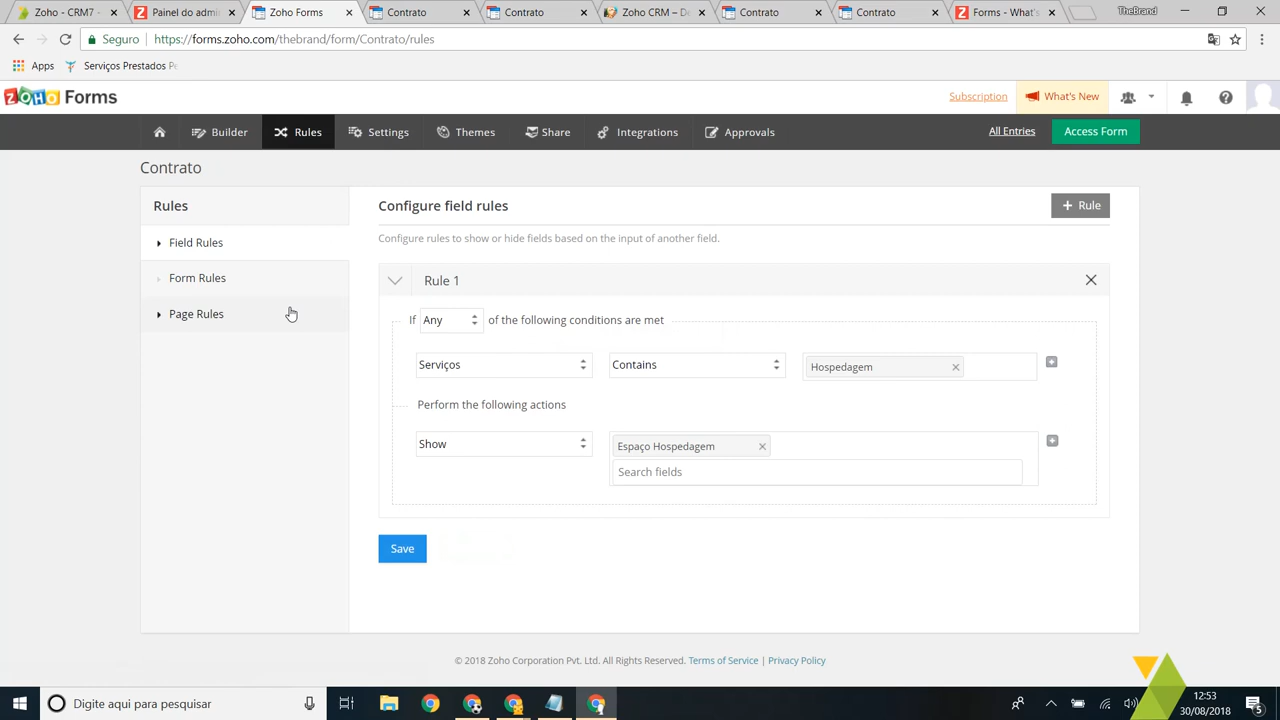 Zoho - CRM7
Painel do admi
Zoho Forms
Contrato
Contrato
Zoho CRM – De
Contrato
Contrato
Forms - What's
TheBrand
Seguro
https://forms.zoho.com/thebrand/form/Contrato/rules
Apps
Serviços Prestados Pe
ZOHO Forms
Subscription
What's New
Builder
Rules
Settings
Themes
Share
Integrations
Approvals
All Entries
Access Form
Contrato
Rules
Field Rules
Form Rules
Page Rules
Configure field rules
+ Rule
Configure rules to show or hide fields based on the input of another field.
Rule 1
If Any of the following conditions are met
Serviços
Contains
Hospedagem
Perform the following actions
Show
Espaço Hospedagem
Search fields
Save
© 2018 Zoho Corporation Pvt. Ltd. All Rights Reserved. Terms of Service | Privacy Policy
Digite aqui para pesquisar
12:53
30/08/2018
5